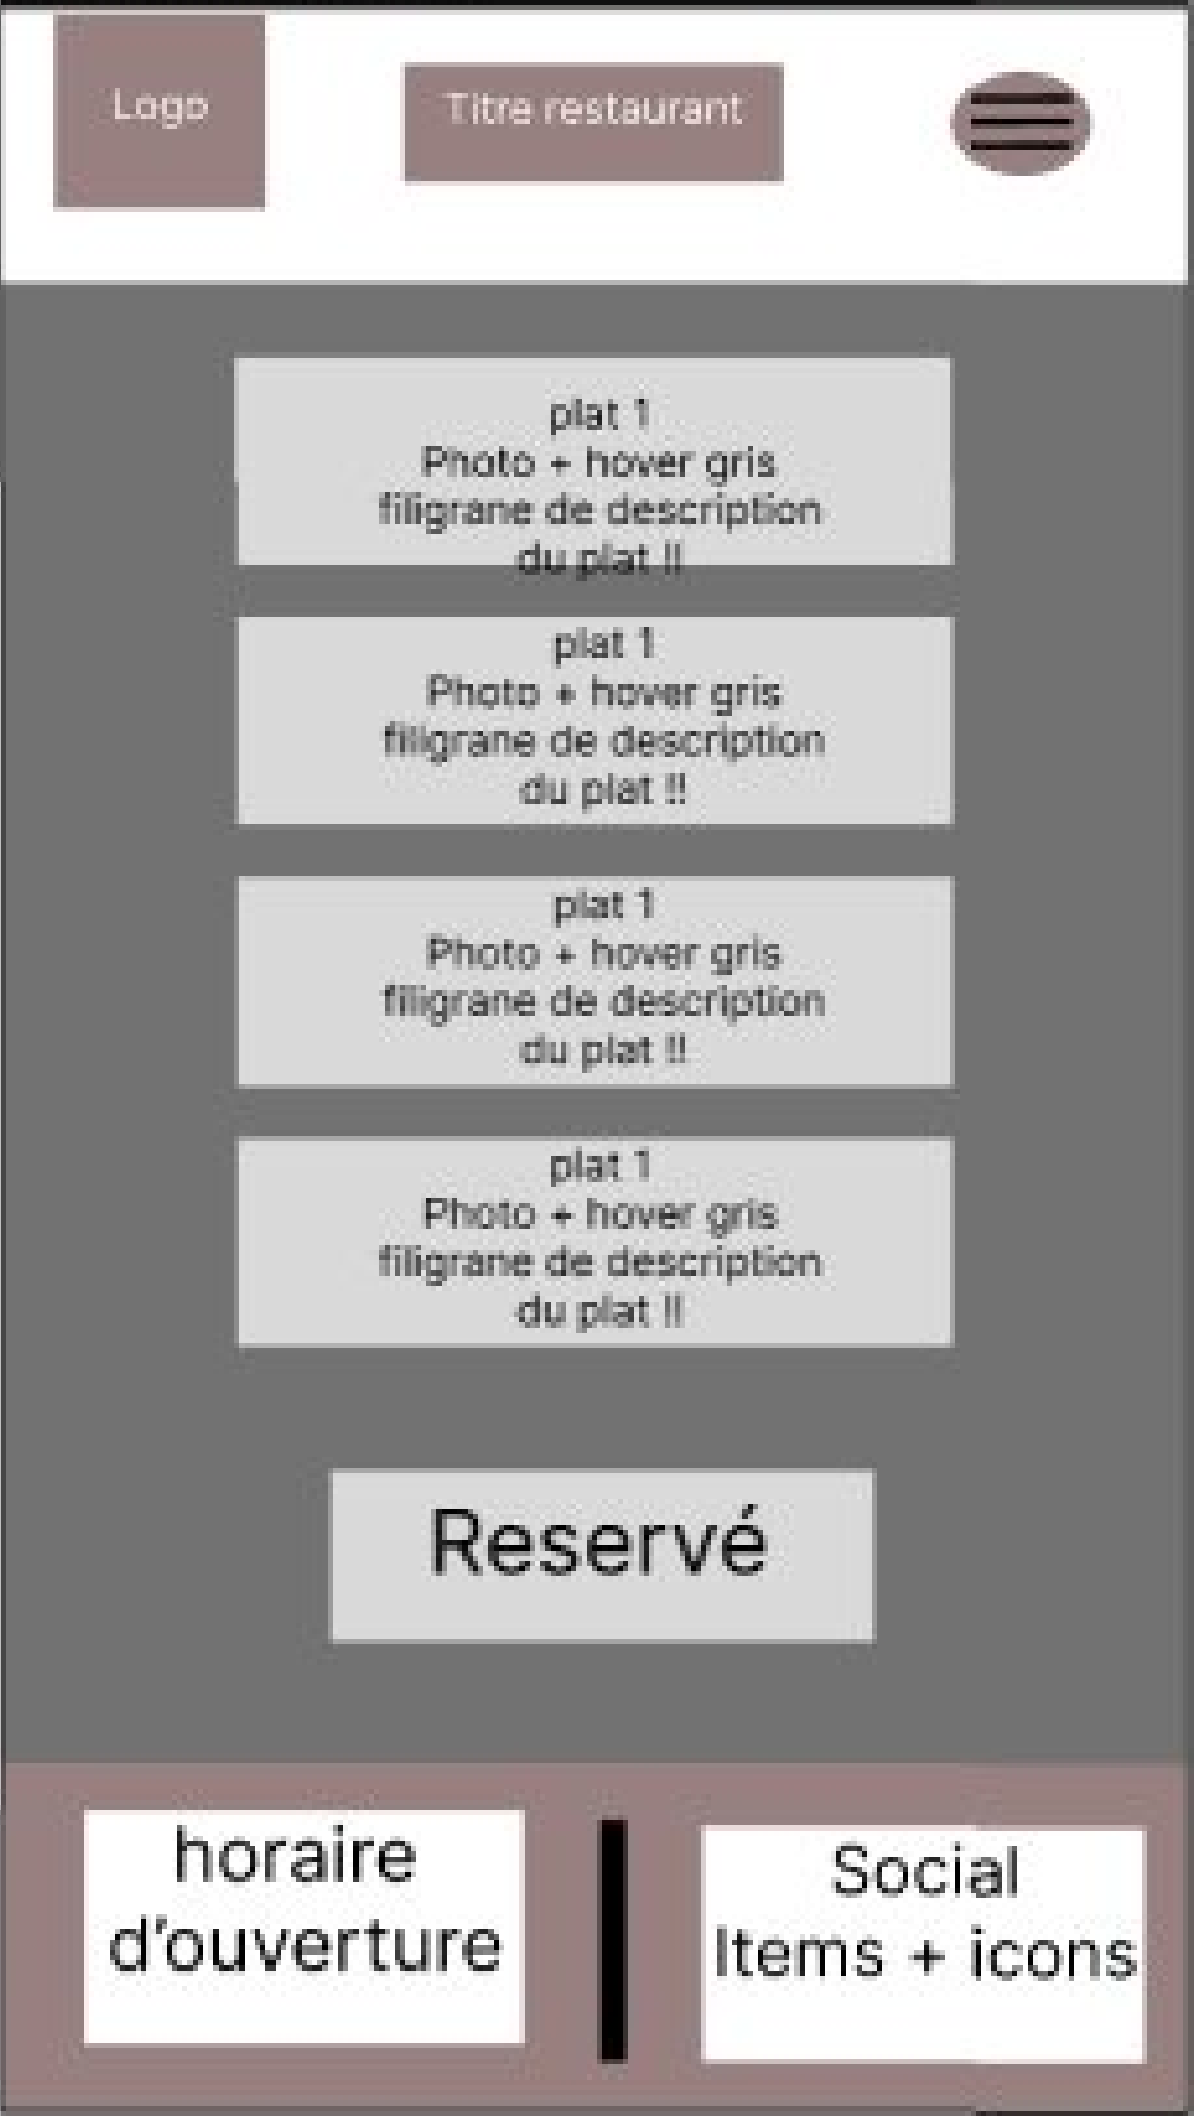 Logo
Titre restaurant
plat 1
Photo + hover gris
filigrane de description
du plat !!
plat 1
Photo + hover gris
filigrane de description
du plat !!
plat 1
Photo + hover gris
filigrane de description
du plat !!
plat 1
Photo + hover gris
filigrane de description
du plat !!
Reservé
horaire
d'ouverture
Social
Items + icons